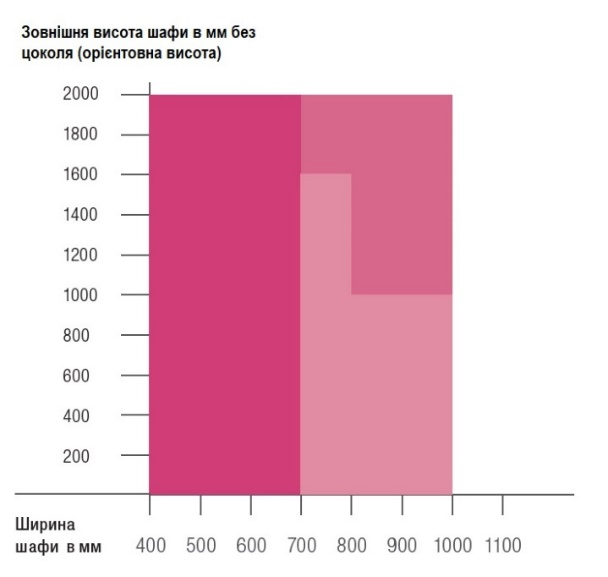 Зовнішня висота шафи в мм без
цоколя (орієнтовна висота)
2000
1800
1600
1400
1200
1000
800
600
400
200
Ширина
шафи в мм 400 500 600 700 800 900 1000 1100